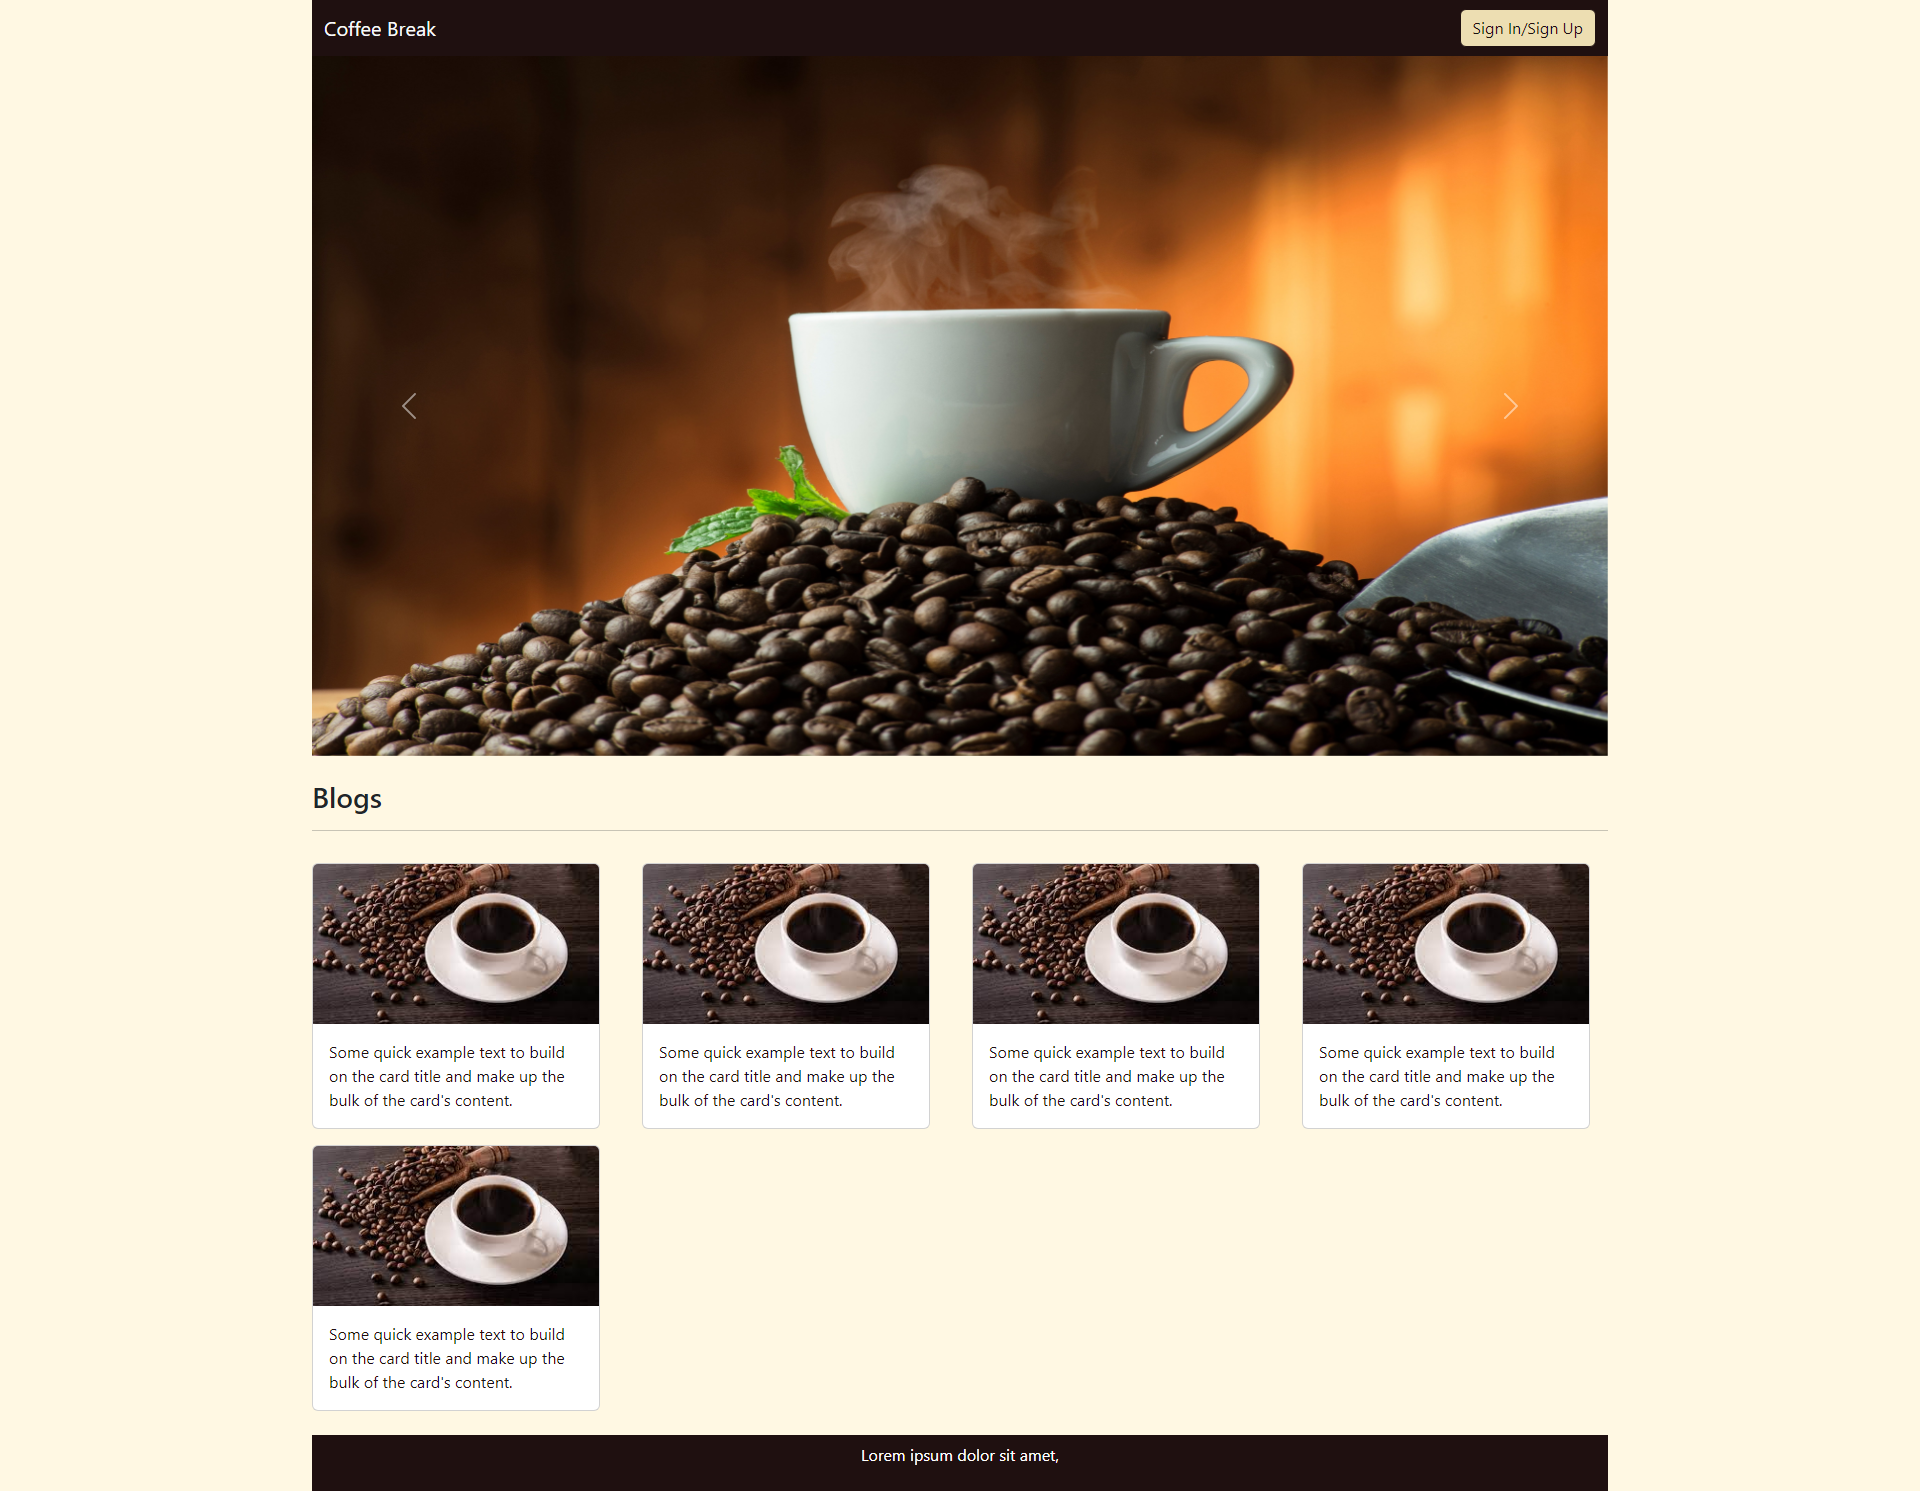 Coffee Break
Sign In/Sign Up
Blogs
Some quick example text to build
on the card title and make up the
bulk of the card's content.
Some quick example text to build
on the card title and make up the
bulk of the card's content.
Some quick example text to build
on the card title and make up the
bulk of the card's content.
Some quick example text to build
on the card title and make up the
bulk of the card's content.
Some quick example text to build
on the card title and make up the
bulk of the card's content.
Lorem ipsum dolor sit amet,